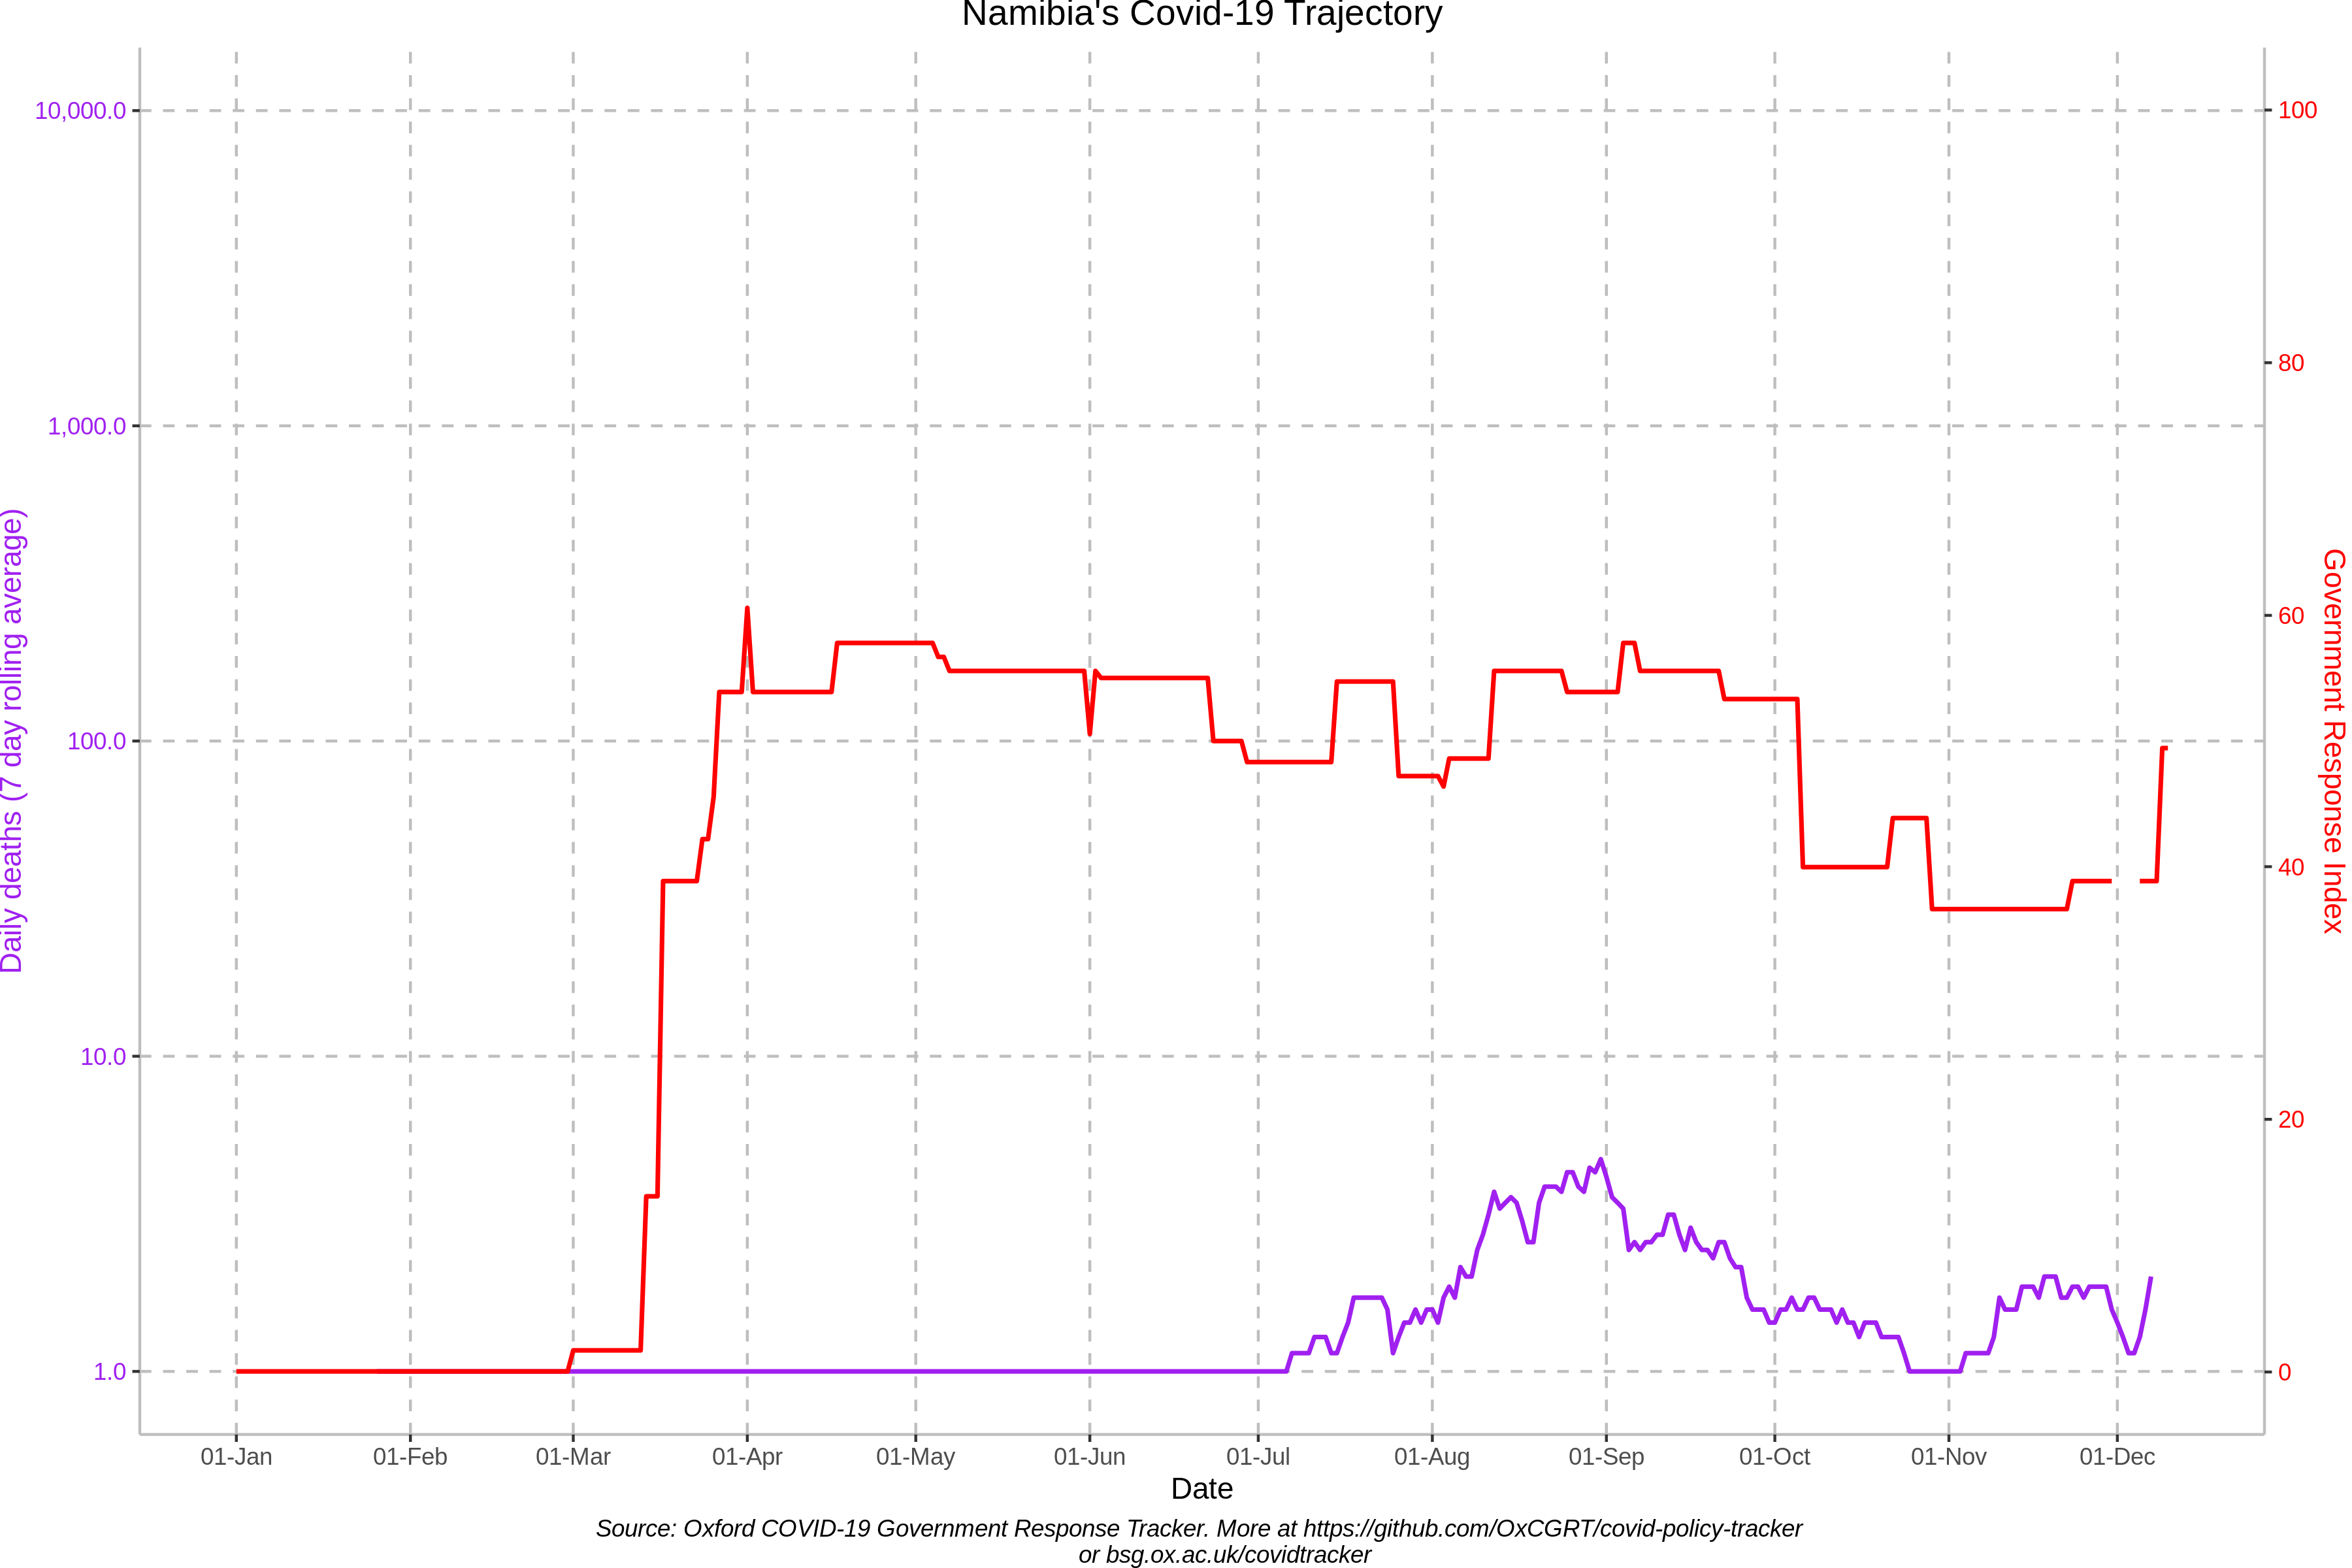 Namibia's Covid-19 Trajectory
10,000.0
1,000.0
100.0
10.0
1.0
Daily deaths (7 day rolling average)
100
80
60
40
20
0
Government Response Index
01-Jan
01-Feb
01-Mar
01-Apr
01-May
01-Jun
01-Jul
01-Aug
01-Sep
01-Oct
01-Nov
01-Dec
Date
Source: Oxford COVID-19 Government Response Tracker. More at https://github.com/OxCGRT/covid-policy-tracker
or bsg.ox.ac.uk/covidtracker